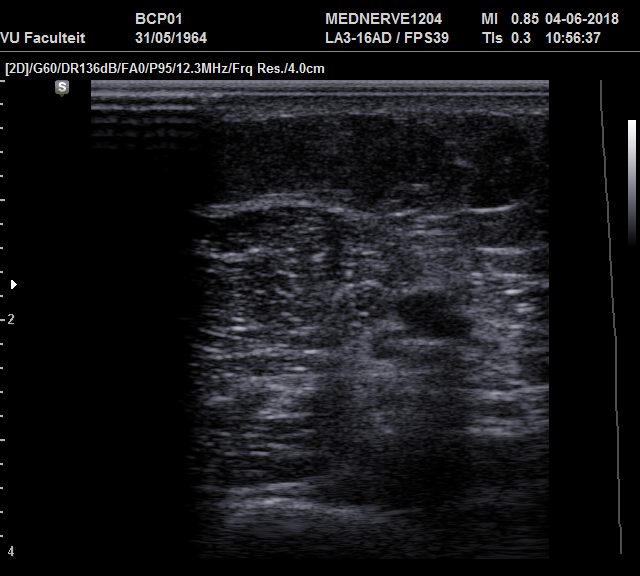 BCP01 MEDNERVE1204 MI 0.85 04-06-2018
VU Faculteit 31/05/1964 LA3-16AD / FPS39 TIs 0.3 10:56:37
[2D]/G60/DR136dB/FA0/P95/12.3MHz/Frq Res./4.0cm
S
2
4